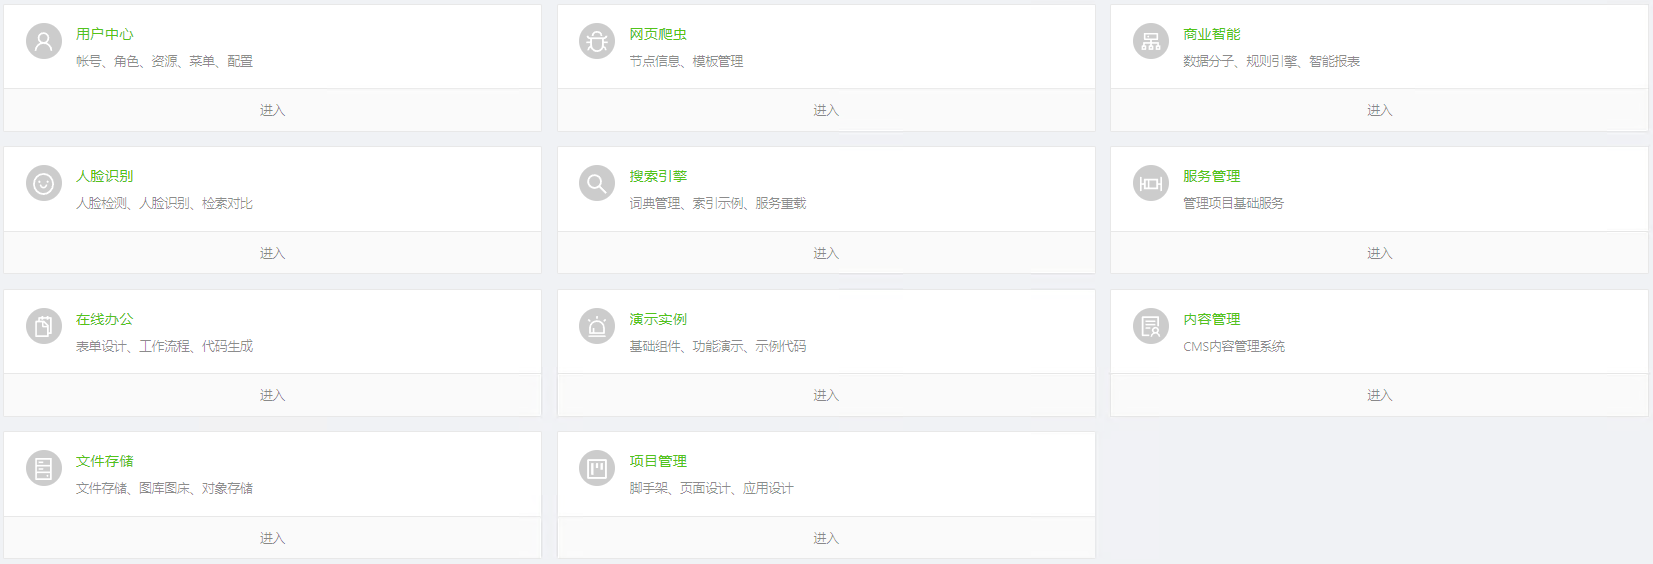 用户中心
帐号、角色、资源、菜单、配置
进入
网页爬虫
节点信息、模板管理
进入
商业智能
数据分子、规则引擎、智能报表
进入
人脸识别
人脸检测、人脸识别、检索对比
进入
搜索引擎
词典管理、索引示例、服务重载
进入
服务管理
管理项目基础服务
进入
在线办公
表单设计、工作流程、代码生成
进入
演示实例
基础组件、功能演示、示例代码
进入
内容管理
CMS内容管理系统
进入
文件存储
文件存储、图库图床、对象存储
进入
项目管理
脚手架、页面设计、应用设计
进入